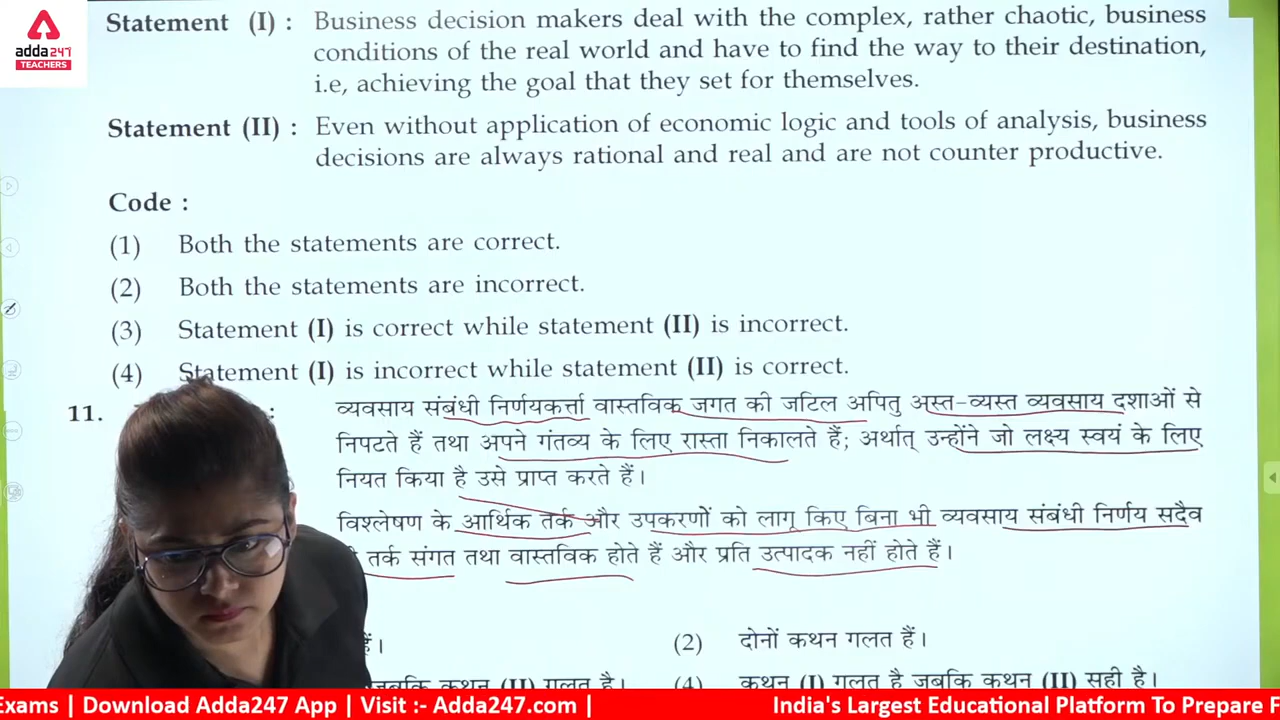 adda247
TEACHERS
Statement (I) : Business decision makers deal with the complex, rather chaotic, business
conditions of the real world and have to find the way to their destination,
i.e, achieving the goal that they set for themselves.
Statement (II) : Even without application of economic logic and tools of analysis, business
decisions are always rational and real and are not counter productive.
Code :
(1) Both the statements are correct.
(2) Both the statements are incorrect.
(3) Statement (I) is correct while statement (II) is incorrect.
(4) Statement (I) is incorrect while statement (II) is correct.
11. : व्यवसाय संबंधी निर्णयकर्त्ता वास्तविक जगत की जटिल अपितु अस्त-व्यस्त व्यवसाय दशाओं से
निपटते हैं तथा अपने गंतव्य के लिए रास्ता निकालते हैं; अर्थात् उन्होंने जो लक्ष्य स्वयं के लिए
नियत किया है उसे प्राप्त करते हैं।
विश्लेषण के आर्थिक तर्क और उपकरणों को लागू किए बिना भी व्यवसाय संबंधी निर्णय सदैव
तर्क संगत तथा वास्तविक होते हैं और प्रति उत्पादक नहीं होते हैं।
हैं। (2) दोनों कथन गलत हैं।
जबकि कथन (II) गलत है। (4) कथन (I) गलत है जबकि कथन (II) सही है।
Exams | Download Adda247 App | Visit :- Adda247.com | India's Largest Educational Platform To Prepare F